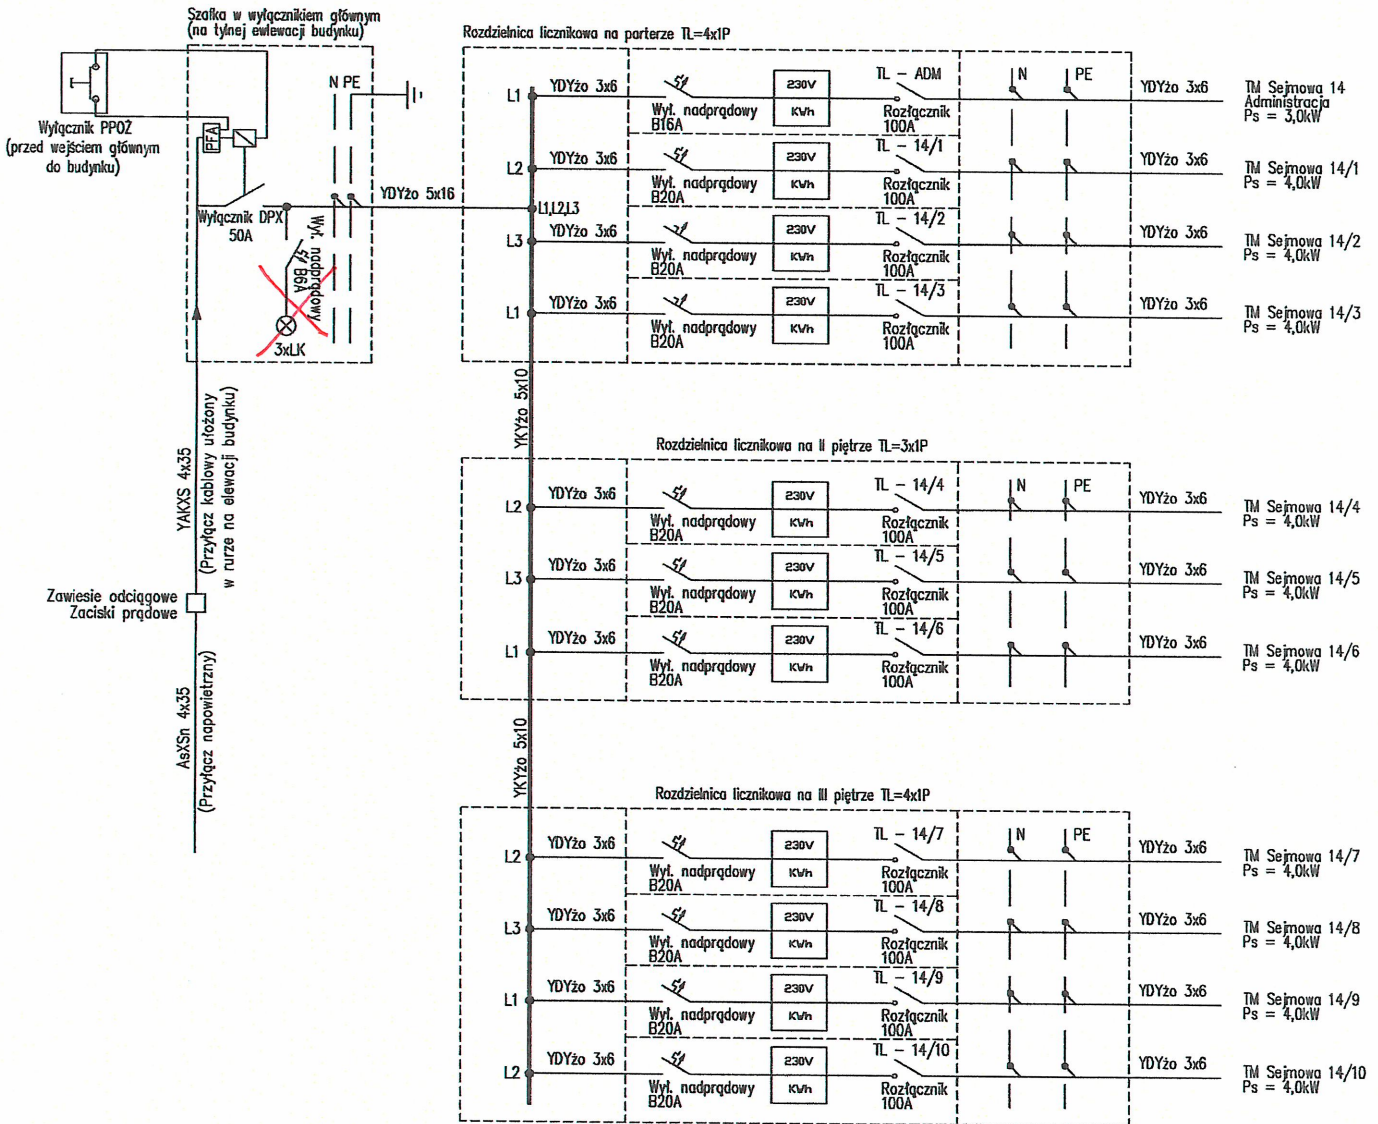 Szafka w wyłącznikiem głównym
(na tylnej ewlewacji budynku)
N PE
Wyłącznik PPOŻ
(przed wejściem głównym
do budynku)
PFA
Wyłącznik DPX
50A
Wył. nadprądowy
B6A
3xLK
YDYżo 5x16
YAKXS 4x35
(Przyłącz kablowy ułożony
w rurze na elewacji budynku)
Zawiesie odciągowe
Zaciski prądowe
AsXSn 4x35
(Przyłącz napowietrzny)
Rozdzielnica licznikowa na parterze TL=4x1P
L1
YDYżo 3x6
Wył. nadprądowy
B16A
230V
KWh
TL - ADM
Rozłącznik
100A
N
PE
YDYżo 3x6
TM Sejmowa 14
Administracja
Ps = 3,0kW
L2
YDYżo 3x6
Wył. nadprądowy
B20A
230V
KWh
TL - 14/1
Rozłącznik
100A
YDYżo 3x6
TM Sejmowa 14/1
Ps = 4,0kW
L1,L2,L3
L3
YDYżo 3x6
Wył. nadprądowy
B20A
230V
KWh
TL - 14/2
Rozłącznik
100A
YDYżo 3x6
TM Sejmowa 14/2
Ps = 4,0kW
L1
YDYżo 3x6
Wył. nadprądowy
B20A
230V
KWh
TL - 14/3
Rozłącznik
100A
YDYżo 3x6
TM Sejmowa 14/3
Ps = 4,0kW
YKYżo 5x10
Rozdzielnica licznikowa na II piętrze TL=3x1P
L2
YDYżo 3x6
Wył. nadprądowy
B20A
230V
KWh
TL - 14/4
Rozłącznik
100A
N
PE
YDYżo 3x6
TM Sejmowa 14/4
Ps = 4,0kW
L3
YDYżo 3x6
Wył. nadprądowy
B20A
230V
KWh
TL - 14/5
Rozłącznik
100A
YDYżo 3x6
TM Sejmowa 14/5
Ps = 4,0kW
L1
YDYżo 3x6
Wył. nadprądowy
B20A
230V
KWh
TL - 14/6
Rozłącznik
100A
YDYżo 3x6
TM Sejmowa 14/6
Ps = 4,0kW
YKYżo 5x10
Rozdzielnica licznikowa na III piętrze TL=4x1P
L2
YDYżo 3x6
Wył. nadprądowy
B20A
230V
KWh
TL - 14/7
Rozłącznik
100A
N
PE
YDYżo 3x6
TM Sejmowa 14/7
Ps = 4,0kW
L3
YDYżo 3x6
Wył. nadprądowy
B20A
230V
KWh
TL - 14/8
Rozłącznik
100A
YDYżo 3x6
TM Sejmowa 14/8
Ps = 4,0kW
L1
YDYżo 3x6
Wył. nadprądowy
B20A
230V
KWh
TL - 14/9
Rozłącznik
100A
YDYżo 3x6
TM Sejmowa 14/9
Ps = 4,0kW
L2
YDYżo 3x6
Wył. nadprądowy
B20A
230V
KWh
TL - 14/10
Rozłącznik
100A
YDYżo 3x6
TM Sejmowa 14/10
Ps = 4,0kW